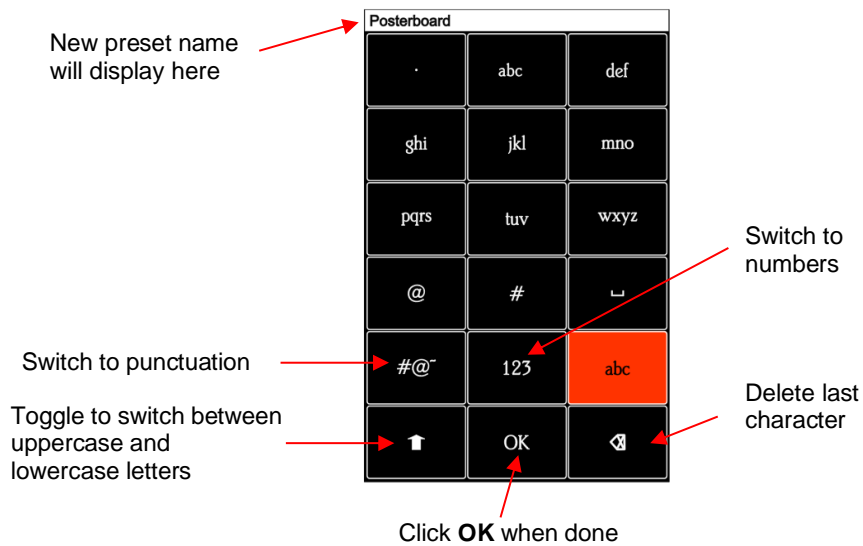 Posterboard
New preset name
will display here
. abc def
ghi jkl mno
pqrs tuv wxyz
Switch to
numbers
@ # ⌴
Switch to punctuation
#@~ 123 abc
Delete last
character
Toggle to switch between
uppercase and
lowercase letters
OK
Click OK when done